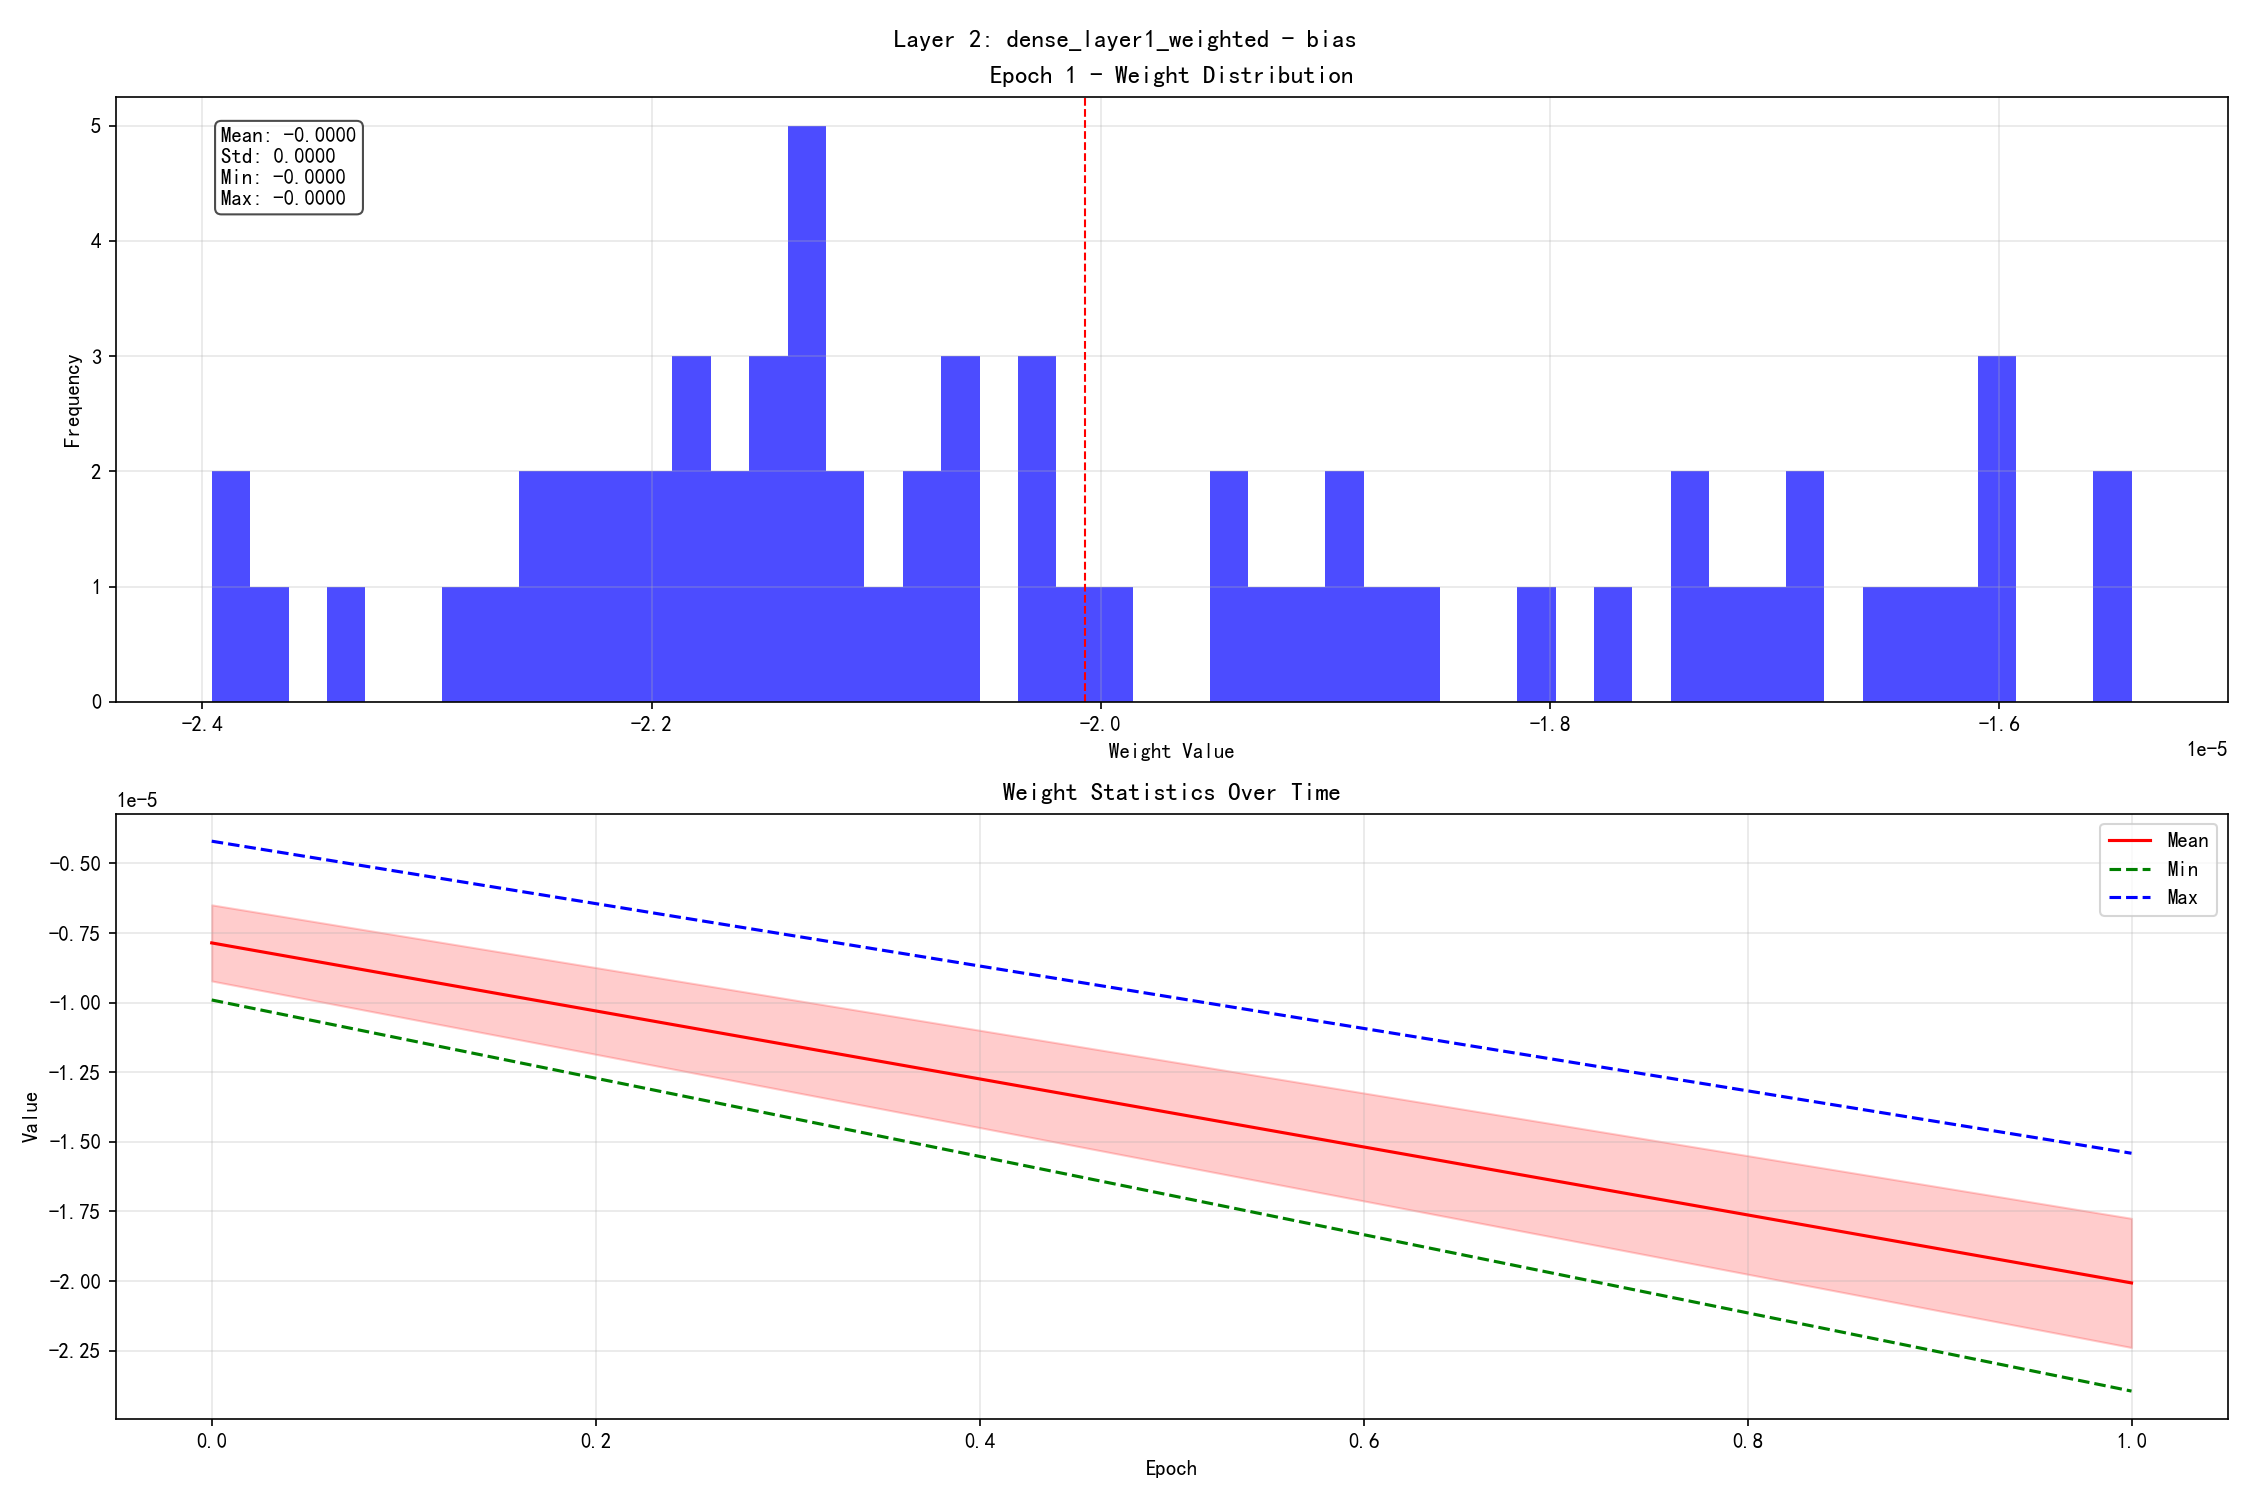 Layer 2: dense_layer1_weighted - bias
Epoch 1 - Weight Distribution
Mean: -0.0000
Std: 0.0000
Min: -0.0000
Max: -0.0000
5
4
3
2
1
0
Frequency
-2.4 -2.2 -2.0 -1.8 -1.6
Weight Value
1e-5
Weight Statistics Over Time
1e-5
Mean
Min
Max
-0.50
-0.75
-1.00
-1.25
-1.50
-1.75
-2.00
-2.25
Value
0.0 0.2 0.4 0.6 0.8 1.0
Epoch